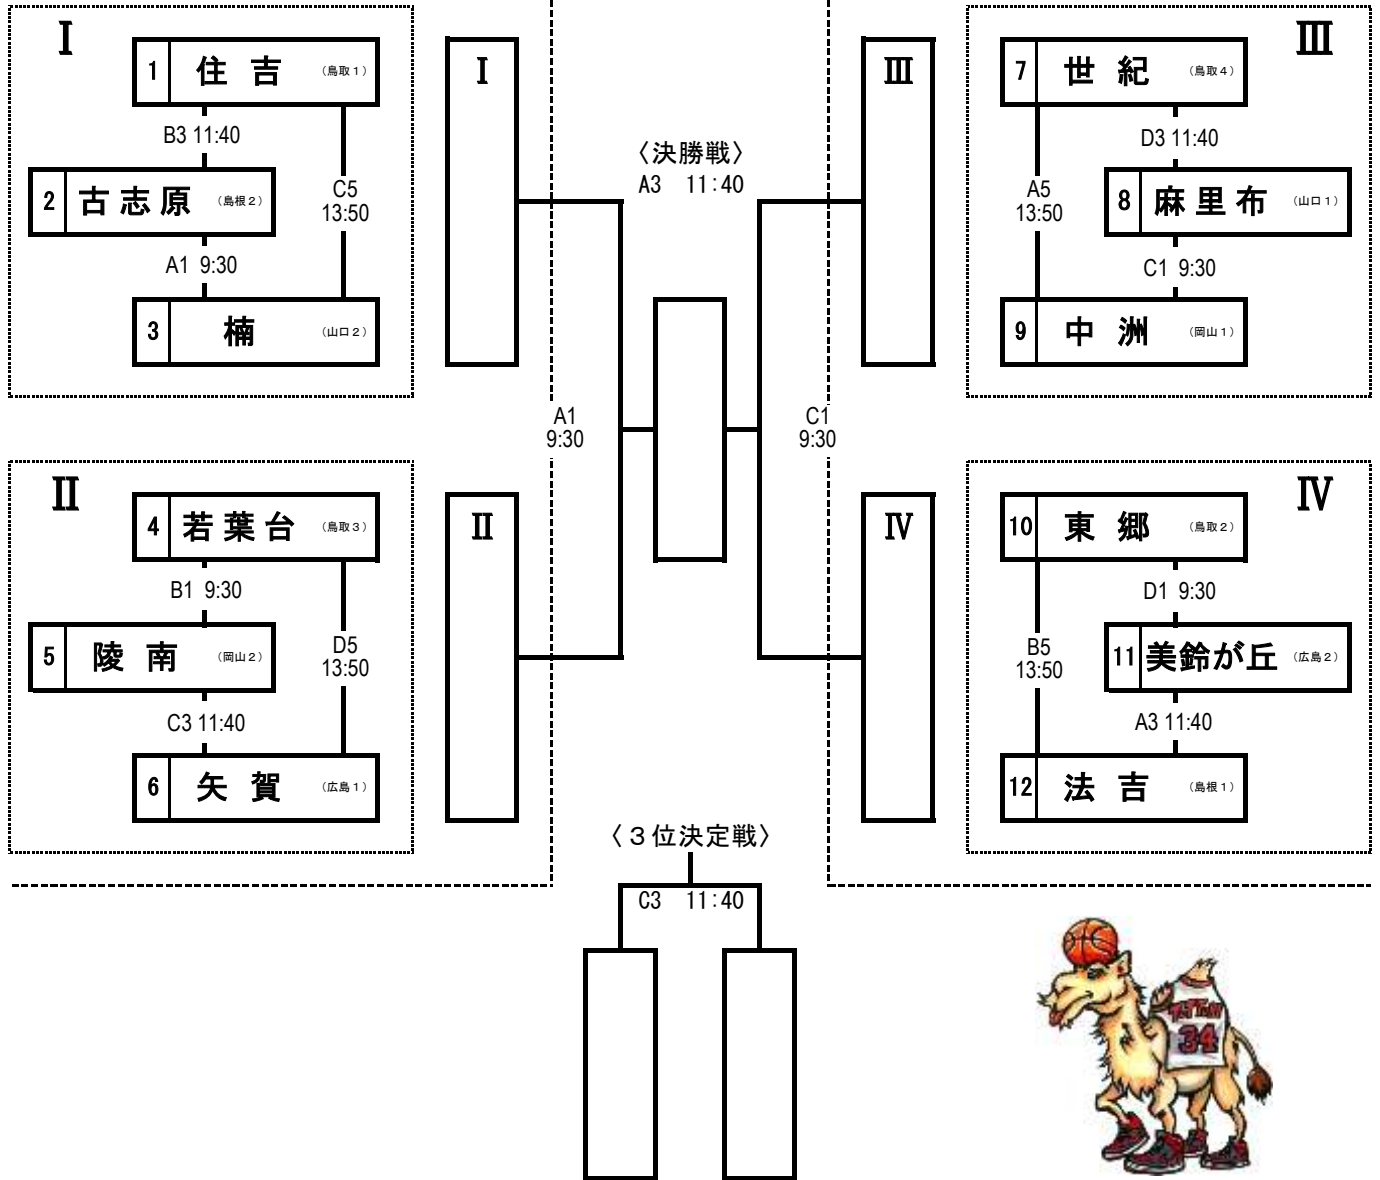 Ⅰ
1 住吉 (鳥取1)
B3 11:40
2 古志原 (島根2)
C5
13:50
A1 9:30
3 楠 (山口2)
Ⅱ
4 若葉台 (鳥取3)
B1 9:30
5 陵南 (岡山2)
D5
13:50
C3 11:40
6 矢賀 (広島1)
Ⅰ
Ⅱ
A1
9:30
〈決勝戦〉
A3 11:40
C1
9:30
Ⅲ
Ⅳ
〈３位決定戦〉
C3 11:40
Ⅲ
7 世紀 (鳥取4)
D3 11:40
A5
13:50
8 麻里布 (山口1)
C1 9:30
9 中洲 (岡山1)
Ⅳ
10 東郷 (鳥取2)
D1 9:30
B5
13:50
11 美鈴が丘 (広島2)
A3 11:40
12 法吉 (島根1)
34